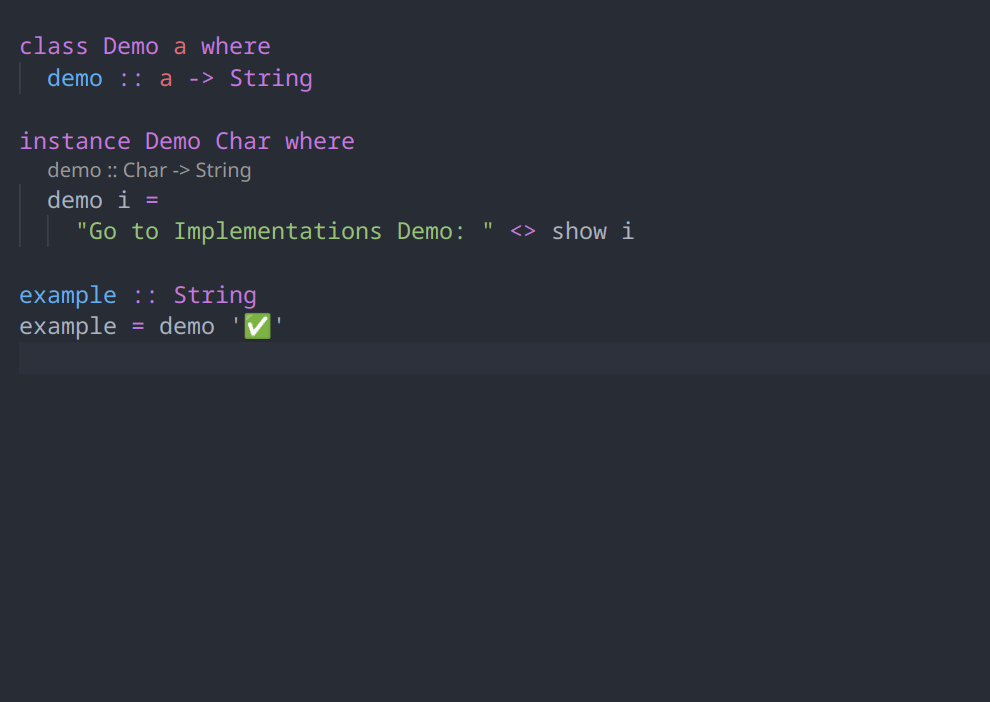 class Demo a where
  demo :: a -> String
instance Demo Char where
  demo :: Char -> String
  demo i =
    "Go to Implementations Demo: " <> show i
example :: String
example = demo '✅'